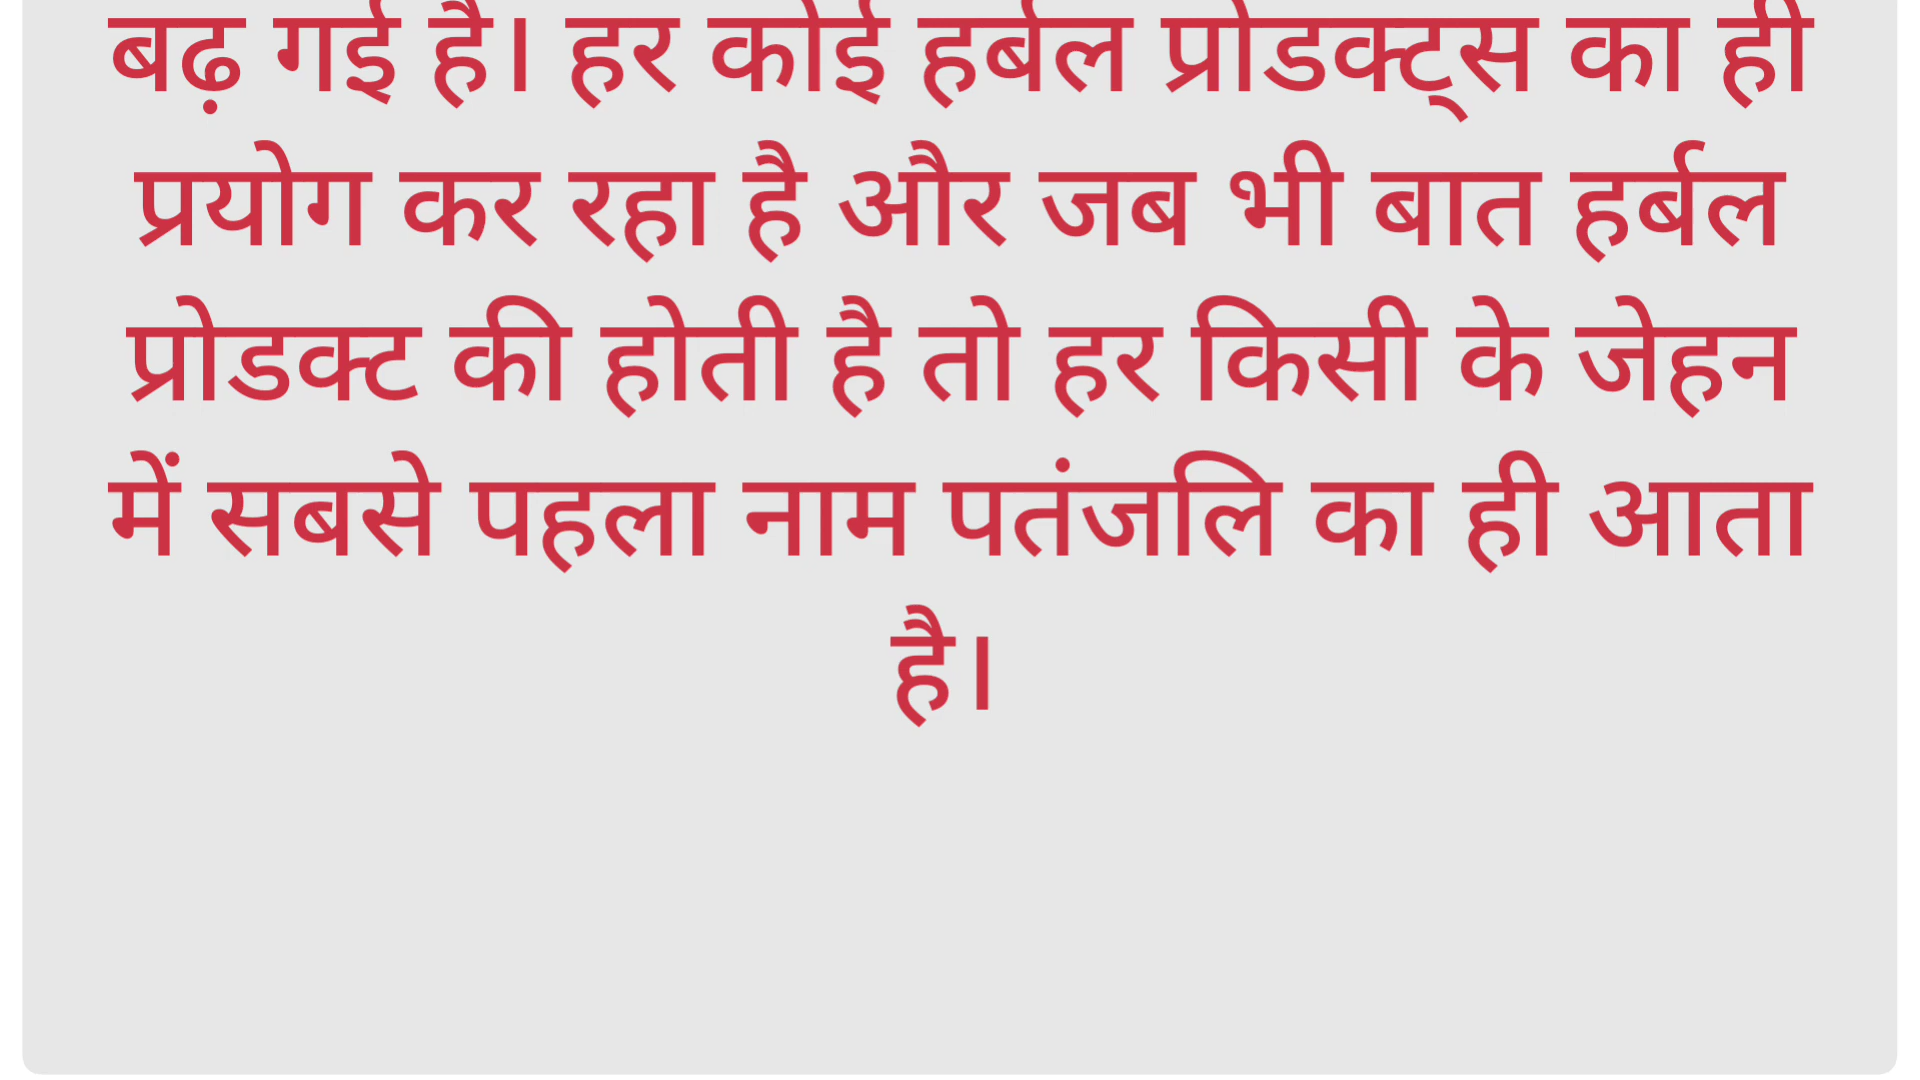 बढ़ गई है। हर कोई हर्बल प्रोडक्ट्स का ही
प्रयोग कर रहा है और जब भी बात हर्बल
प्रोडक्ट की होती है तो हर किसी के जेहन
में सबसे पहला नाम पतंजलि का ही आता
है।